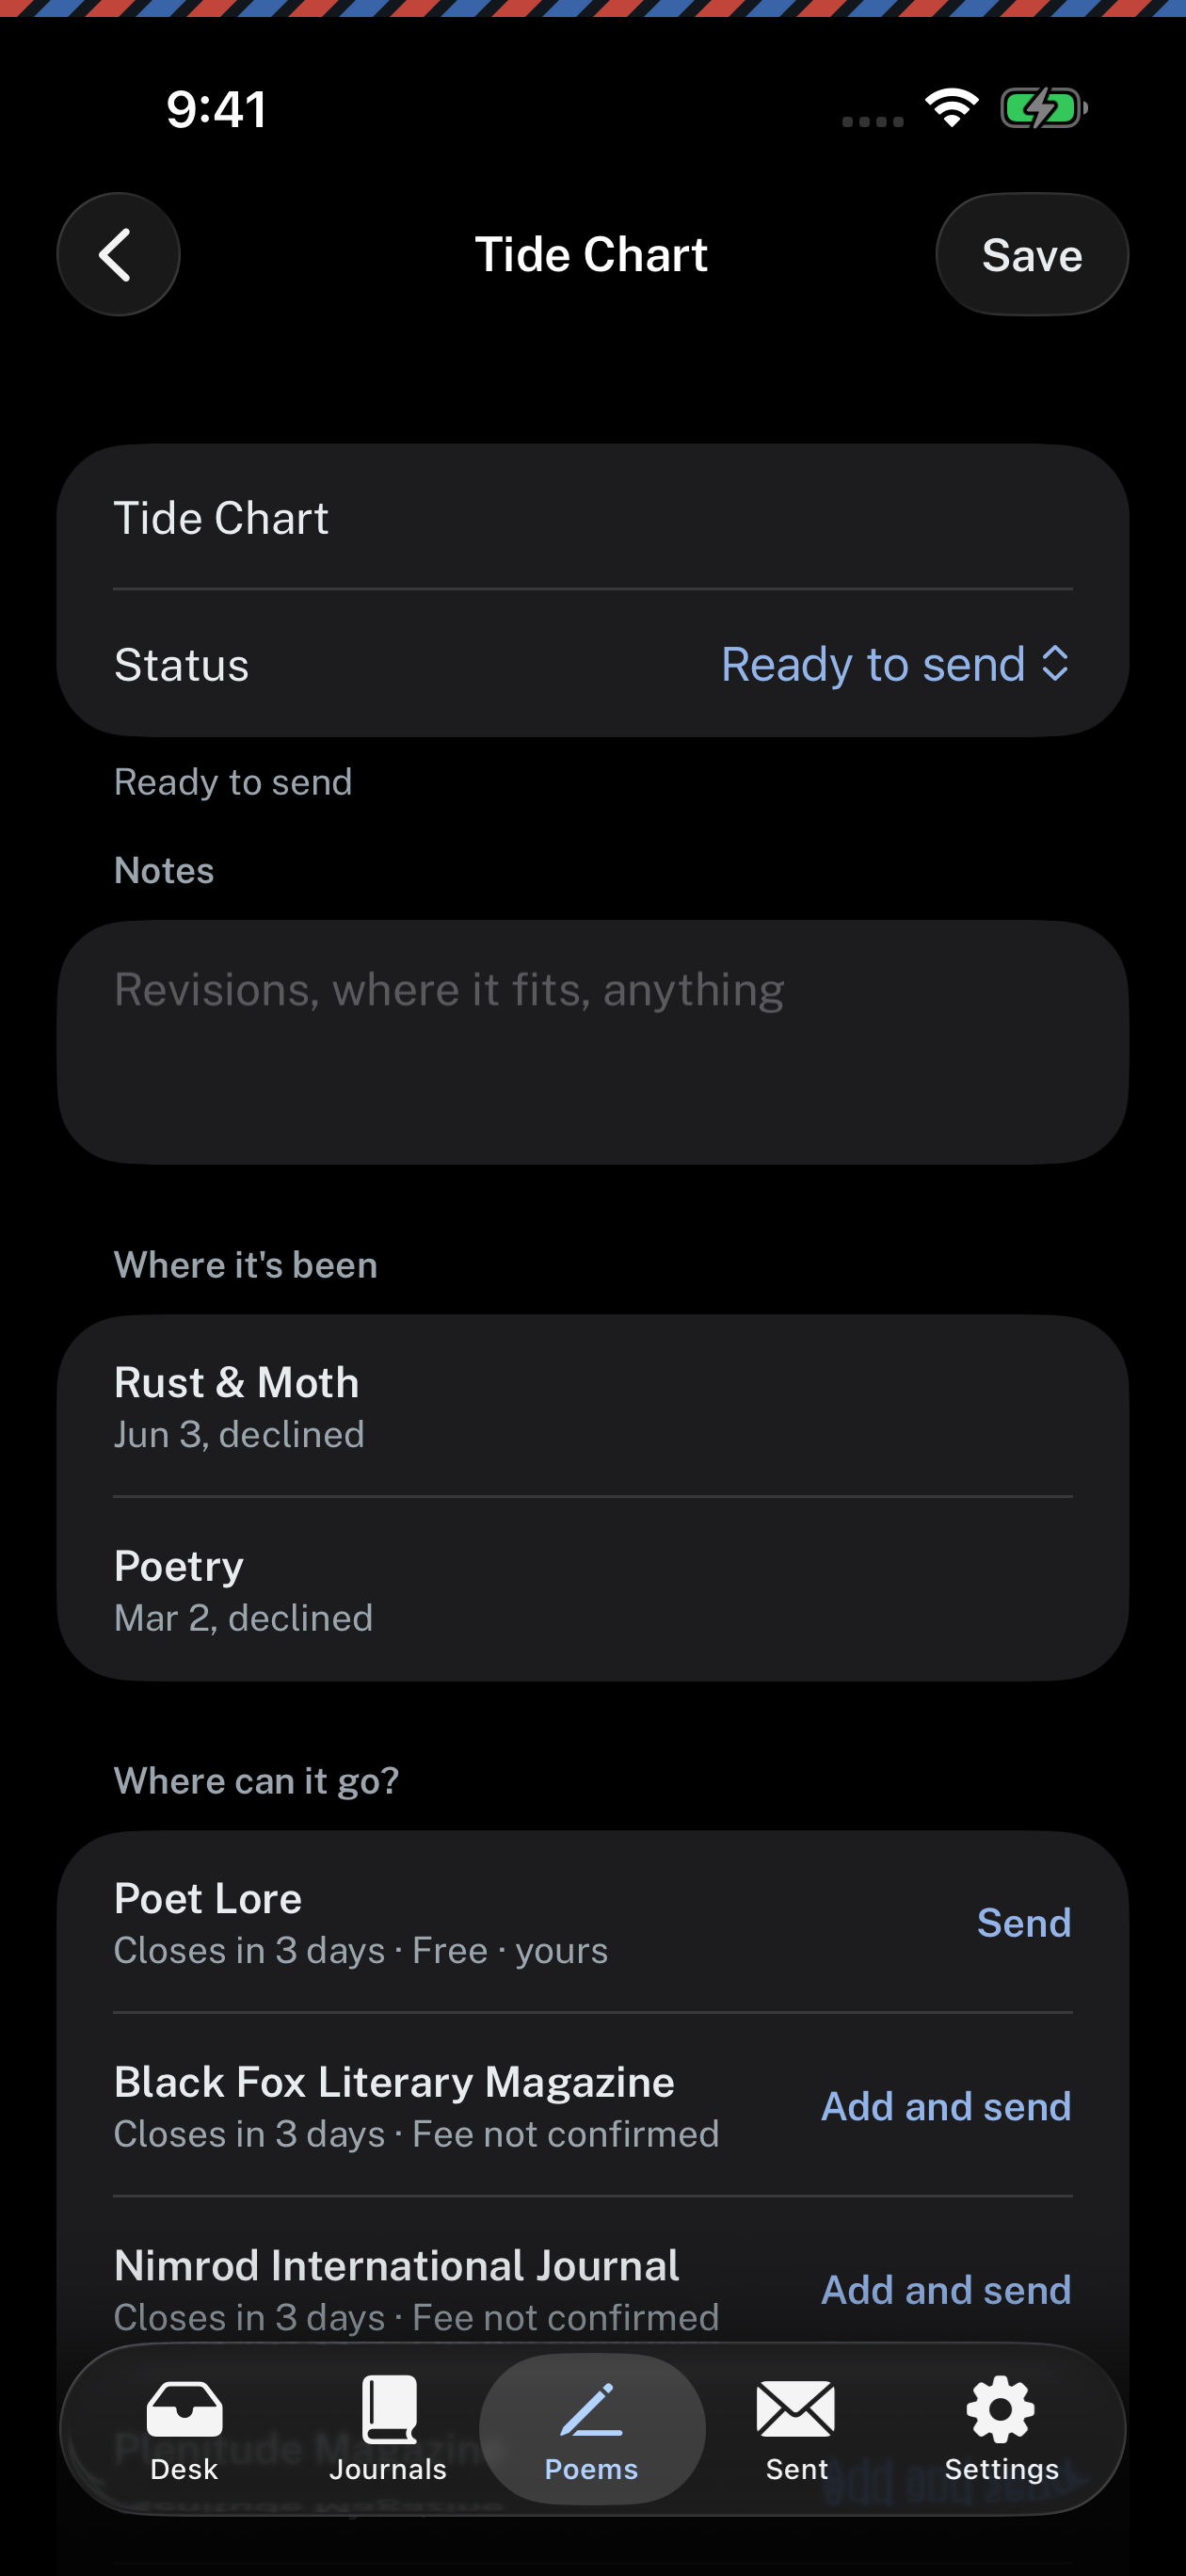 9:41
Tide Chart
Save
Tide Chart
Status
Ready to send
Ready to send
Notes
Revisions, where it fits, anything
Where it's been
Rust & Moth
Jun 3, declined
Poetry
Mar 2, declined
Where can it go?
Poet Lore
Closes in 3 days · Free · yours
Send
Black Fox Literary Magazine
Closes in 3 days · Fee not confirmed
Add and send
Nimrod International Journal
Closes in 3 days · Fee not confirmed
Add and send
Desk
Journals
Poems
Sent
Settings